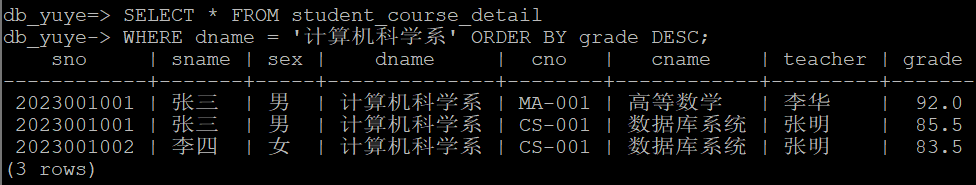 db_yuye=> SELECT * FROM student_course_detail
db_yuye-> WHERE dname = '计算机科学系' ORDER BY grade DESC;
sno | sname | sex | dname | cno | cname | teacher | grade
------------+-------+-----+--------------+--------+------------+---------+-------
2023001001 | 张三 | 男 | 计算机科学系 | MA-001 | 高等数学 | 李华 | 92.0
2023001001 | 张三 | 男 | 计算机科学系 | CS-001 | 数据库系统 | 张明 | 85.5
2023001002 | 李四 | 女 | 计算机科学系 | CS-001 | 数据库系统 | 张明 | 83.5
(3 rows)